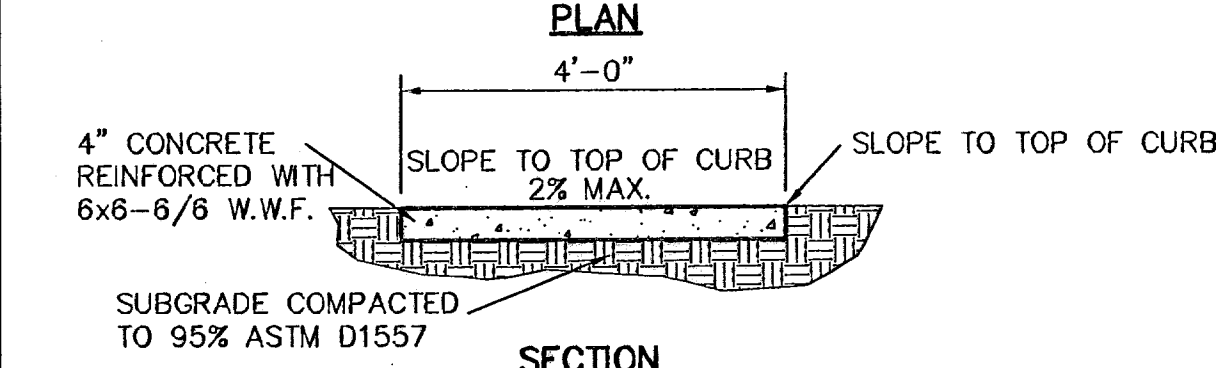 PLAN
4'-0"
4" CONCRETE
REINFORCED WITH
6x6-6/6 W.W.F.
SLOPE TO TOP OF CURB
2% MAX.
SLOPE TO TOP OF CURB
SUBGRADE COMPACTED
TO 95% ASTM D1557
SECTION